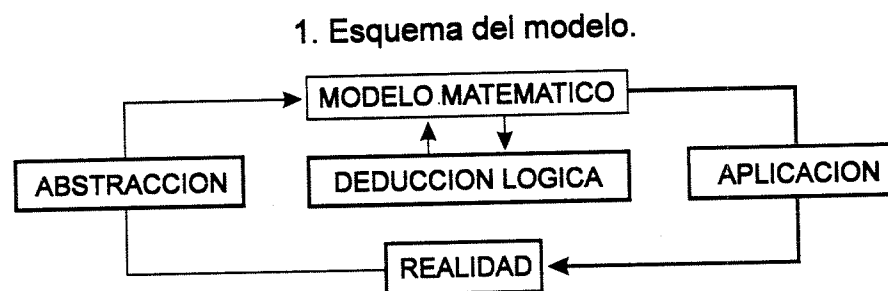 1. Esquema del modelo.
MODELO MATEMATICO
ABSTRACCION
DEDUCCION LOGICA
APLICACION
REALIDAD